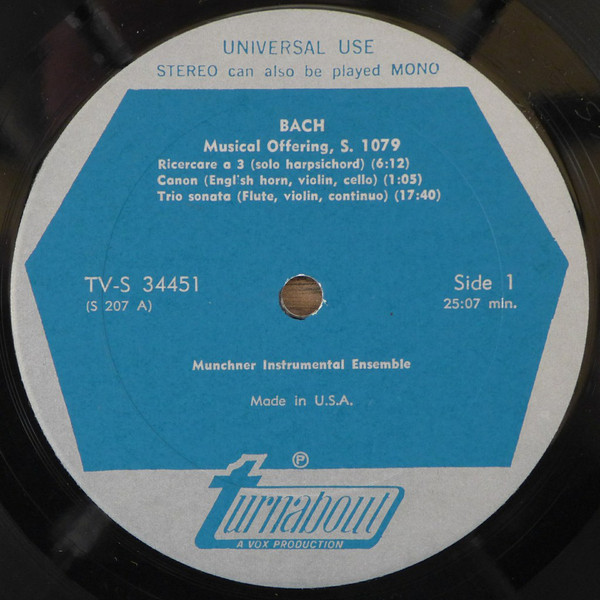 UNIVERSAL USE
STEREO can also be played MONO
BACH
Musical Offering, S. 1079
Ricercare a 3 (solo harpsichord) (6:12)
Canon (Engl'sh horn, violin, cello) (1:05)
Trio sonata (Flute, violin, continuo) (17:40)
TV-S 34451
Side 1
(S 207 A)
25:07 min.
Munchner Instrumental Ensemble
Made in U.S.A.
℗
turnabout
A VOX PRODUCTION